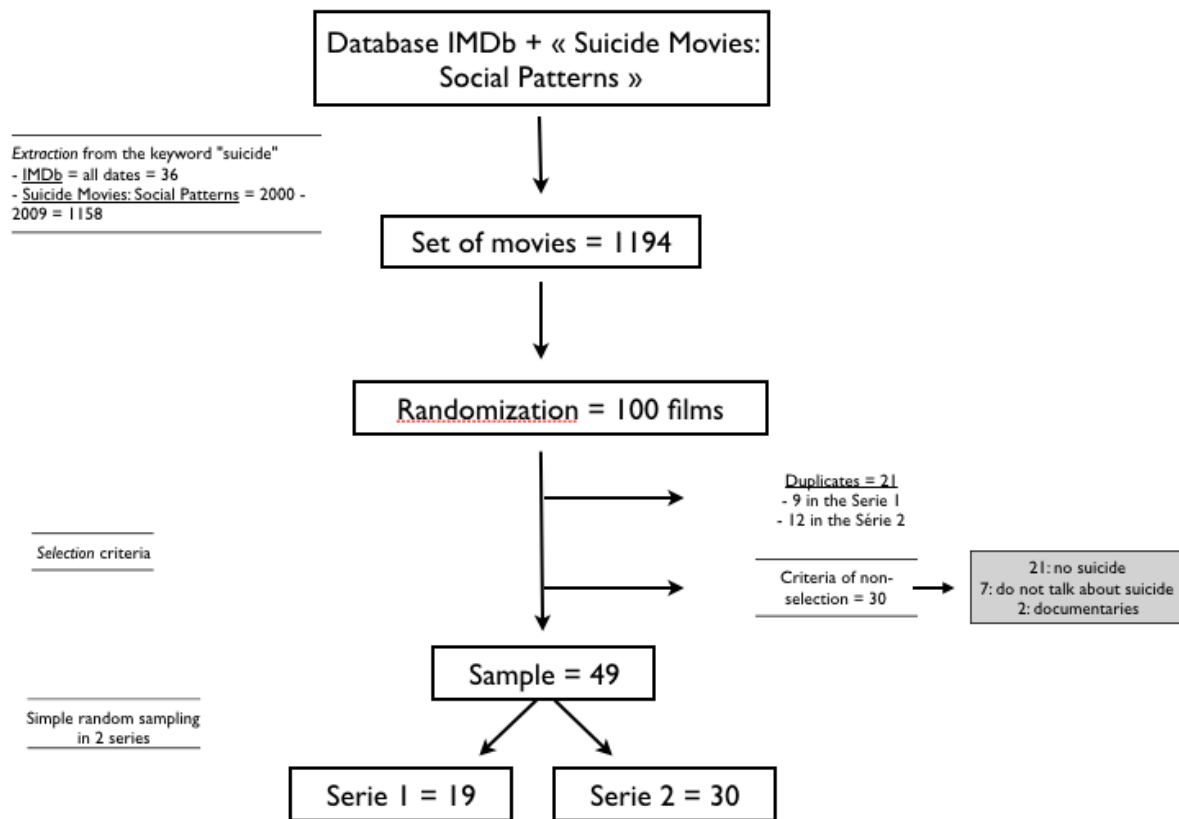 Database IMDb + « Suicide Movies:
Social Patterns »
Extraction from the keyword "suicide"
- IMDb = all dates = 36
- Suicide Movies: Social Patterns = 2000 -
2009 = 1158
Set of movies = 1194
Randomization = 100 films
Duplicates = 21
- 9 in the Serie 1
- 12 in the Série 2
Selection criteria
Criteria of non-
selection = 30
21: no suicide
7: do not talk about suicide
2: documentaries
Sample = 49
Simple random sampling
in 2 series
Serie 1 = 19
Serie 2 = 30